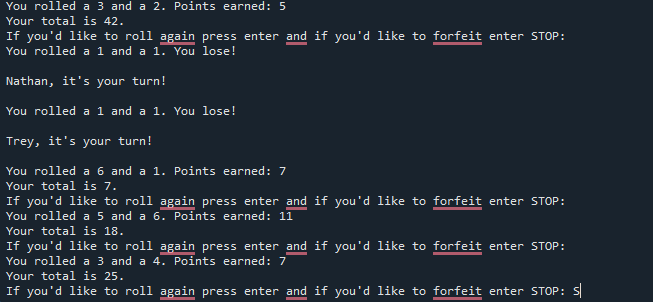 You rolled a 3 and a 2. Points earned: 5
Your total is 42.
If you'd like to roll again press enter and if you'd like to forfeit enter STOP:
You rolled a 1 and a 1. You lose!
Nathan, it's your turn!
You rolled a 1 and a 1. You lose!
Trey, it's your turn!
You rolled a 6 and a 1. Points earned: 7
Your total is 7.
If you'd like to roll again press enter and if you'd like to forfeit enter STOP:
You rolled a 5 and a 6. Points earned: 11
Your total is 18.
If you'd like to roll again press enter and if you'd like to forfeit enter STOP:
You rolled a 3 and a 4. Points earned: 7
Your total is 25.
If you'd like to roll again press enter and if you'd like to forfeit enter STOP: S